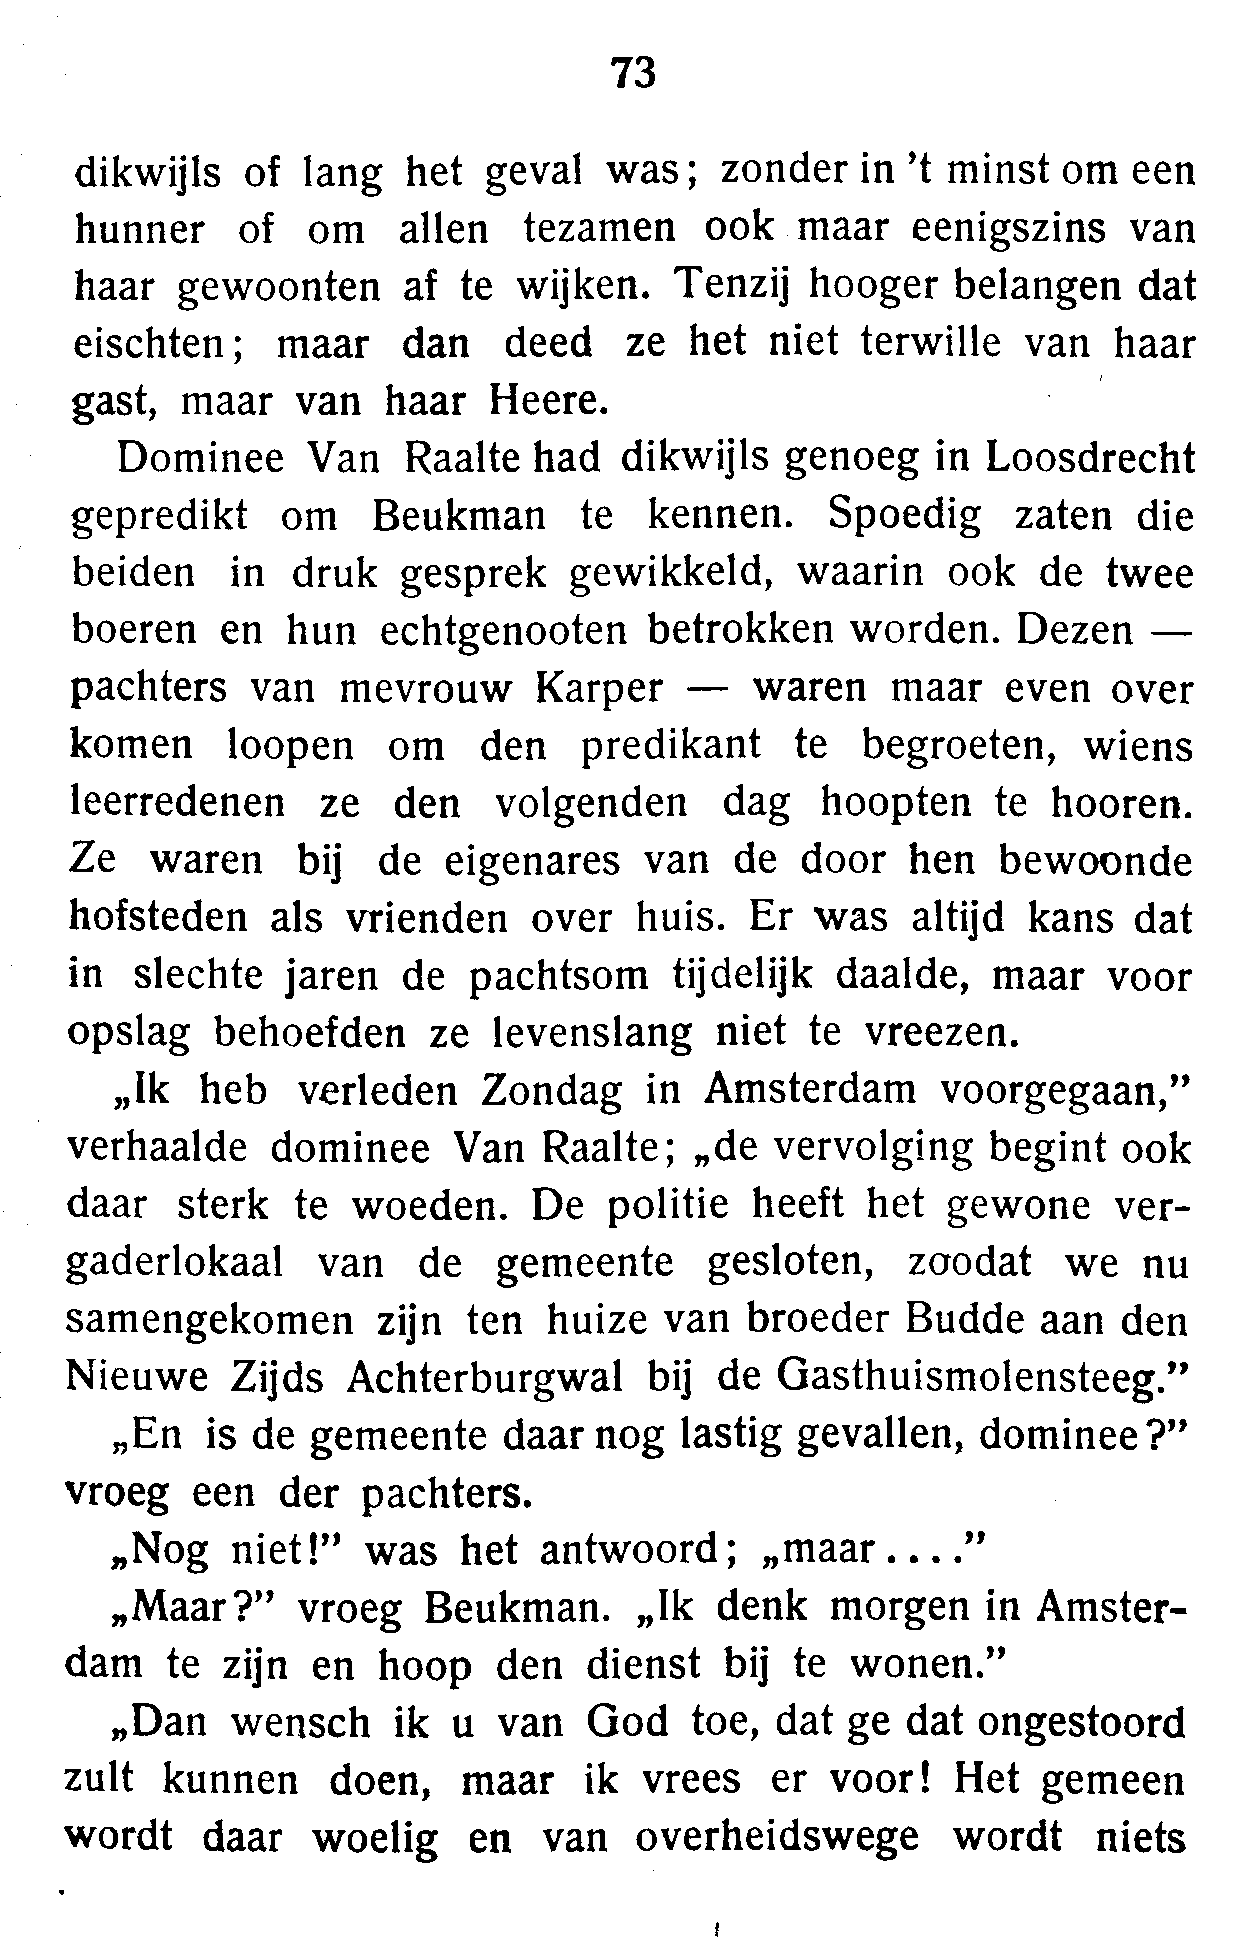 73
dikwijls of lang het geval was; zonder in 't minst om een
hunner of om allen tezamen ook maar eenigszins van
haar gewoonten af te wijken. Tenzij hooger belangen dat
eischten; maar dan deed ze het niet terwille van haar
gast, maar van haar Heere.
Dominee Van Raalte had dikwijls genoeg in Loosdrecht
gepredikt om Beukman te kennen. Spoedig zaten die
beiden in druk gesprek gewikkeld, waarin ook de twee
boeren en hun echtgenooten betrokken worden. Dezen —
pachters van mevrouw Karper — waren maar even over
komen loopen om den predikant te begroeten, wiens
leerredenen ze den volgenden dag hoopten te hooren.
Ze waren bij de eigenares van de door hen bewoonde
hofsteden als vrienden over huis. Er was altijd kans dat
in slechte jaren de pachtsom tijdelijk daalde, maar voor
opslag behoefden ze levenslang niet te vreezen.
„Ik heb verleden Zondag in Amsterdam voorgegaan,”
verhaalde dominee Van Raalte; „de vervolging begint ook
daar sterk te woeden. De politie heeft het gewone ver-
gaderlokaal van de gemeente gesloten, zoodat we nu
samengekomen zijn ten huize van broeder Budde aan den
Nieuwe Zijds Achterburgwal bij de Gasthuismolensteeg.”
„En is de gemeente daar nog lastig gevallen, dominee?”
vroeg een der pachters.
„Nog niet!” was het antwoord; „maar....”
„Maar?” vroeg Beukman. „Ik denk morgen in Amster-
dam te zijn en hoop den dienst bij te wonen.”
„Dan wensch ik u van God toe, dat ge dat ongestoord
zult kunnen doen, maar ik vrees er voor! Het gemeen
wordt daar woelig en van overheidswege wordt niets